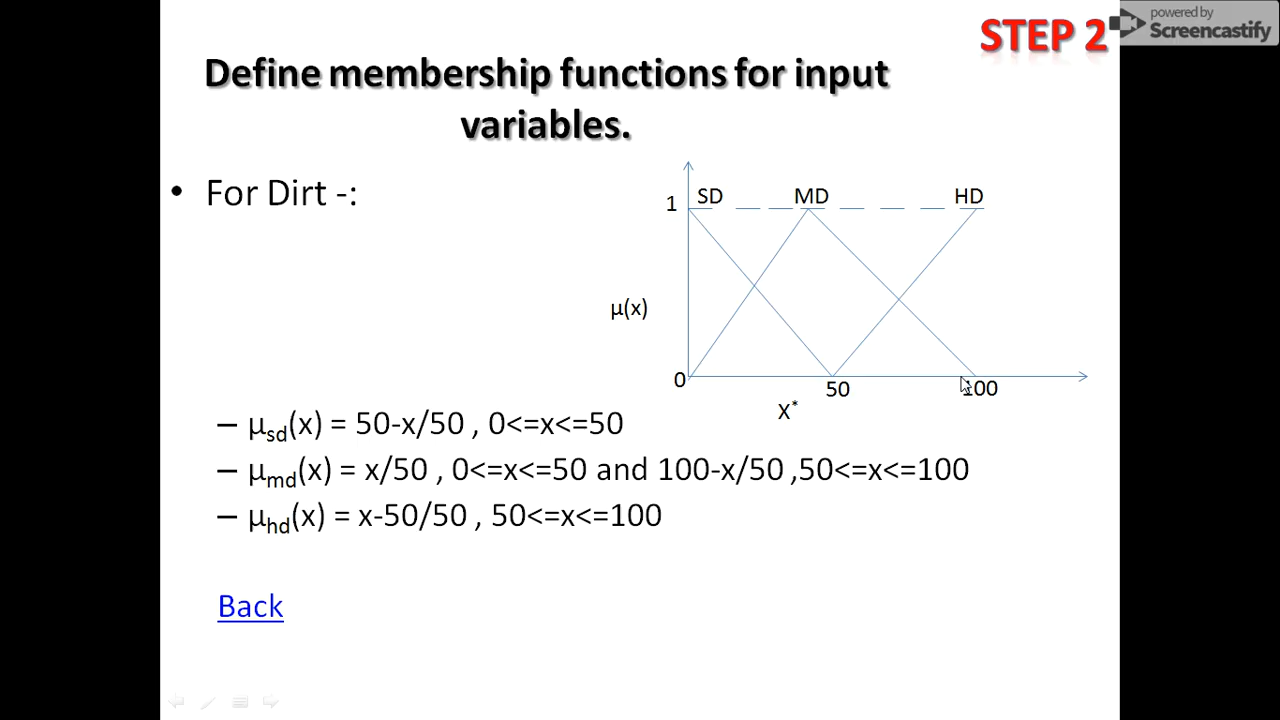 powered by
Screencastify
STEP 2
Define membership functions for input
variables.
• For Dirt -:
SD MD HD
1
µ(x)
0
50
100
X*
– µsd(x) = 50-x/50 , 0<=x<=50
– µmd(x) = x/50 , 0<=x<=50 and 100-x/50 ,50<=x<=100
– µhd(x) = x-50/50 , 50<=x<=100
Back